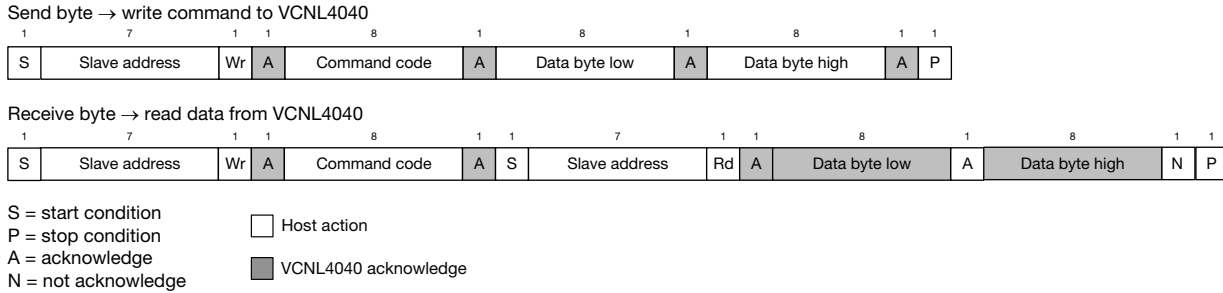 Send byte → write command to VCNL4040
1 7 1 1 8 1 8 1 8 1 1
S Slave address Wr A Command code A Data byte low A Data byte high A P
Receive byte → read data from VCNL4040
1 7 1 1 8 1 1 7 1 1 8 1 8 1 1
S Slave address Wr A Command code A S Slave address Rd A Data byte low A Data byte high N P
S = start condition
P = stop condition
A = acknowledge
N = not acknowledge
Host action
VCNL4040 acknowledge